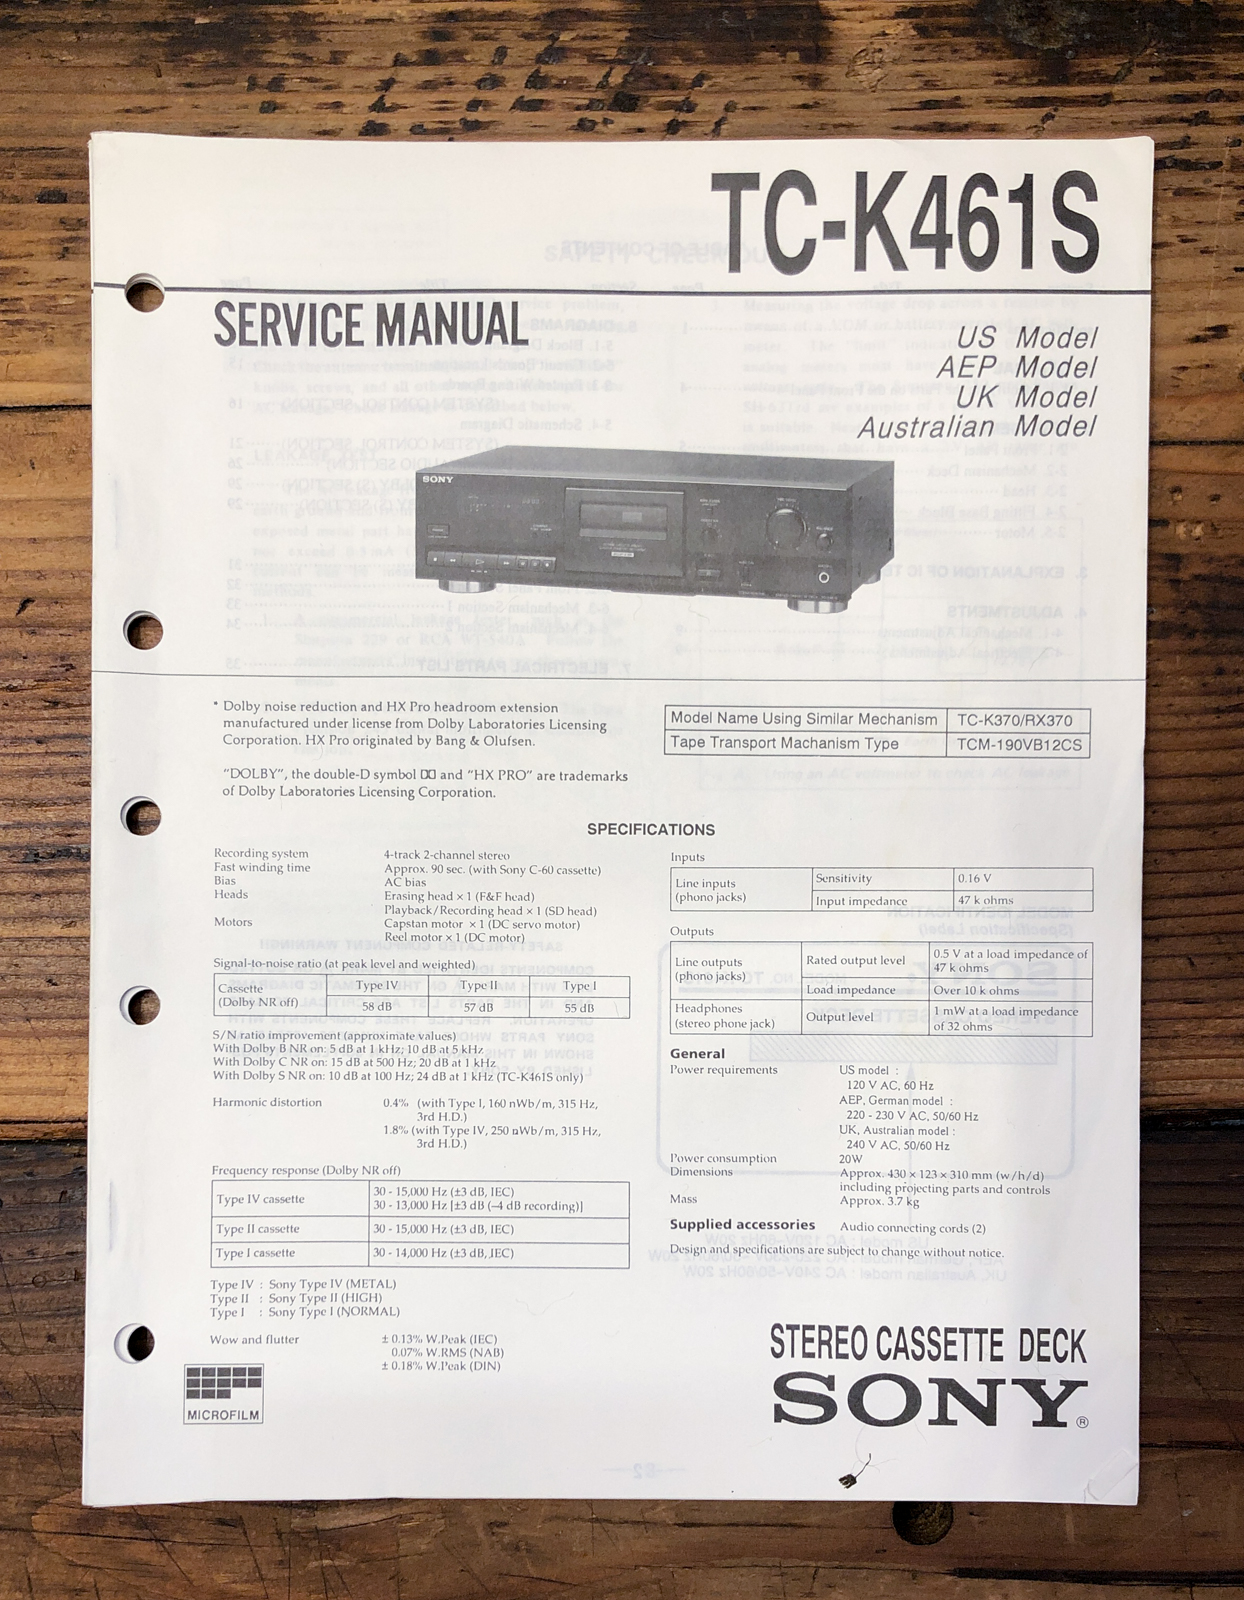 TC-K461S
SERVICE MANUAL
US Model
AEP Model
UK Model
Australian Model
SONY
* Dolby noise reduction and HX Pro headroom extension
manufactured under license from Dolby Laboratories Licensing
Corporation. HX Pro originated by Bang & Olufsen.
"DOLBY", the double-D symbol and "HX PRO" are trademarks
of Dolby Laboratories Licensing Corporation.
Model Name Using Similar Mechanism TC-K370/RX370
Tape Transport Machanism Type TCM-190VB12CS
SPECIFICATIONS
Recording system 4-track 2-channel stereo
Fast winding time Approx. 90 sec. (with Sony C-60 cassette)
Bias AC bias
Heads Erasing head × 1 (F&F head)
Playback/Recording head × 1 (SD head)
Motors Capstan motor × 1 (DC servo motor)
Reel motor × 1 (DC motor)
Signal-to-noise ratio (at peak level and weighted)
Cassette Type IV Type II Type I
(Dolby NR off) 58 dB 57 dB 55 dB
S/N ratio improvement (approximate values)
With Dolby B NR on: 5 dB at 1 kHz; 10 dB at 5 kHz
With Dolby C NR on: 15 dB at 500 Hz; 20 dB at 1 kHz
With Dolby S NR on: 10 dB at 100 Hz; 24 dB at 1 kHz (TC-K461S only)
Harmonic distortion 0.4% (with Type I, 160 nWb/m, 315 Hz,
3rd H.D.)
1.8% (with Type IV, 250 nWb/m, 315 Hz,
3rd H.D.)
Frequency response (Dolby NR off)
Type IV cassette 30 - 15,000 Hz (±3 dB, IEC)
30 - 13,000 Hz [±3 dB (–4 dB recording)]
Type II cassette 30 - 15,000 Hz (±3 dB, IEC)
Type I cassette 30 - 14,000 Hz (±3 dB, IEC)
Type IV : Sony Type IV (METAL)
Type II : Sony Type II (HIGH)
Type I : Sony Type I (NORMAL)
Wow and flutter ± 0.13% W.Peak (IEC)
0.07% W.RMS (NAB)
± 0.18% W.Peak (DIN)
MICROFILM
Inputs
Line inputs (phono jacks) Sensitivity 0.16 V
Input impedance 47 k ohms
Outputs
Line outputs (phono jacks) Rated output level 0.5 V at a load impedance of
47 k ohms
Load impedance Over 10 k ohms
Headphones (stereo phone jack) Output level 1 mW at a load impedance
of 32 ohms
General
Power requirements US model :
120 V AC, 60 Hz
AEP, German model :
220 - 230 V AC, 50/60 Hz
UK, Australian model :
240 V AC, 50/60 Hz
Power consumption 20W
Dimensions Approx. 430 × 123 × 310 mm (w/h/d)
including projecting parts and controls
Mass Approx. 3.7 kg
Supplied accessories Audio connecting cords (2)
Design and specifications are subject to change without notice.
STEREO CASSETTE DECK
SONY®